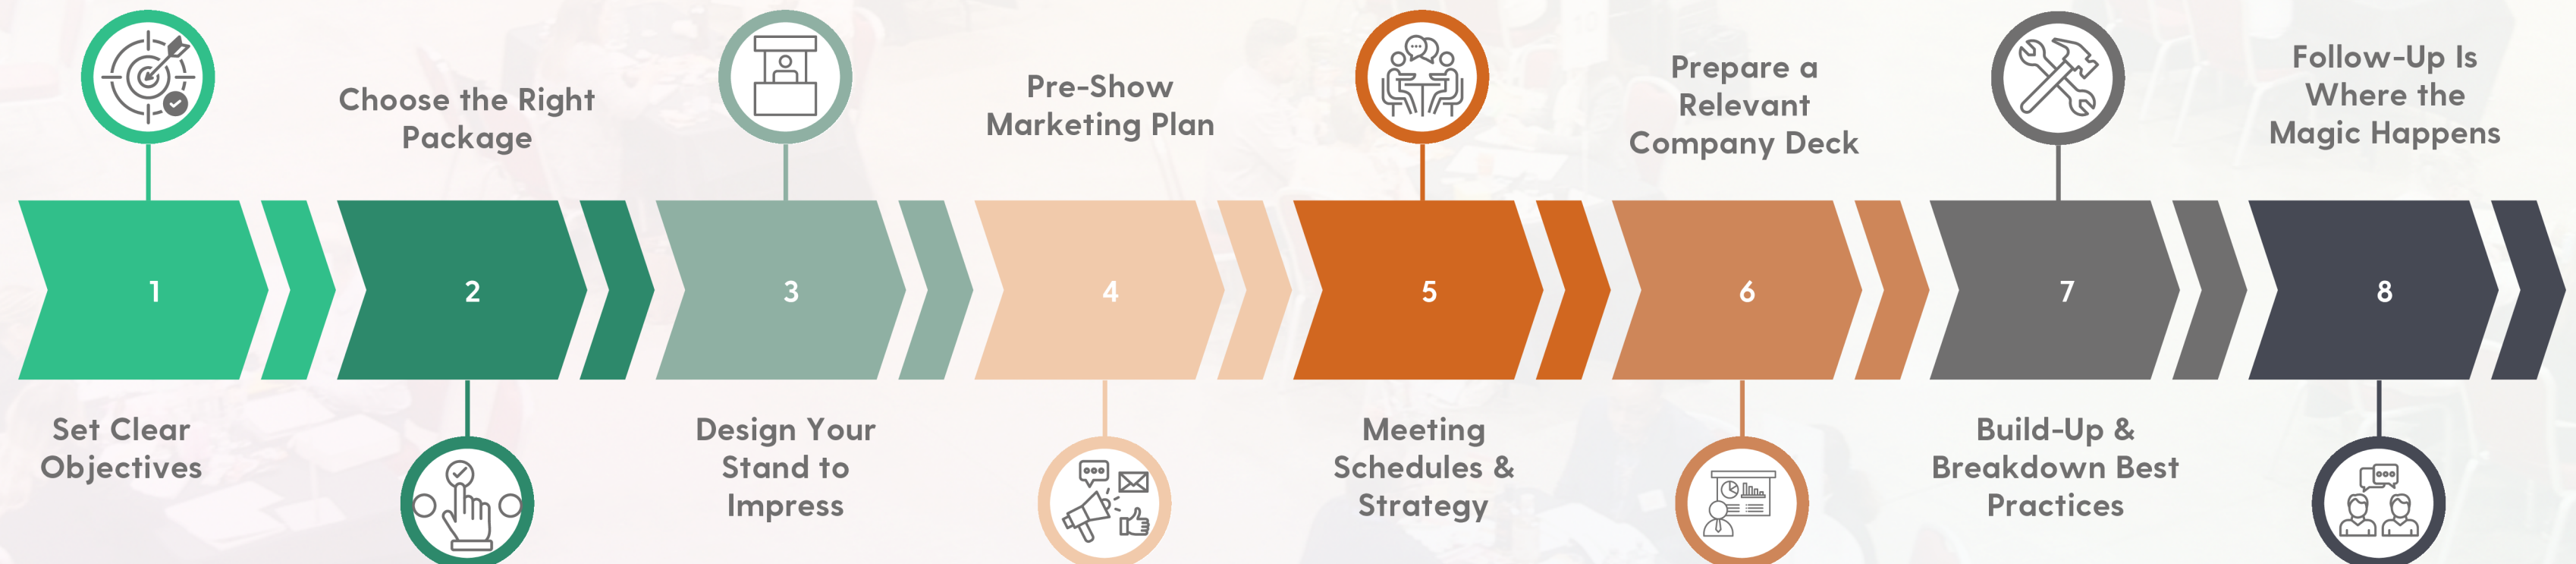 1
Set Clear
Objectives
2
Choose the Right
Package
3
Design Your
Stand to
Impress
4
Pre-Show
Marketing Plan
5
Meeting
Schedules &
Strategy
6
Prepare a
Relevant
Company Deck
7
Build-Up &
Breakdown Best
Practices
8
Follow-Up Is
Where the
Magic Happens